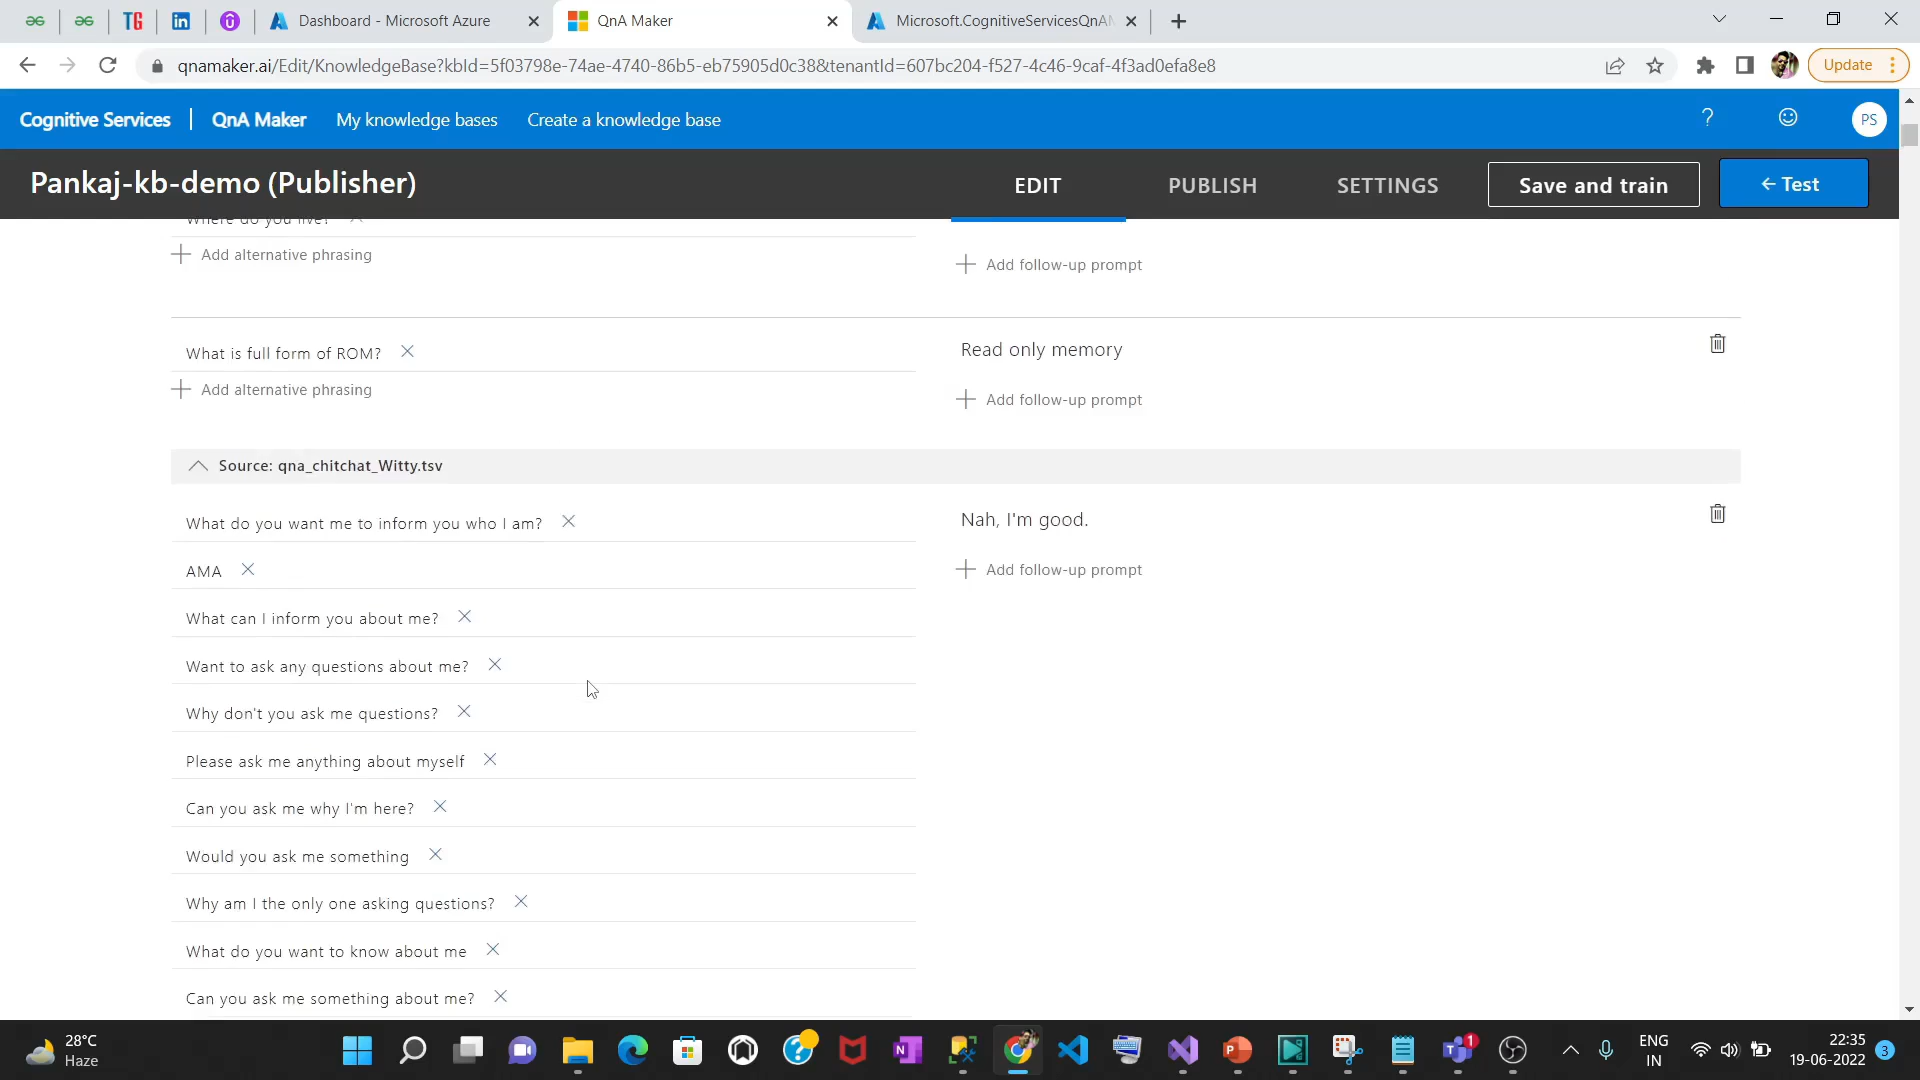 Dashboard - Microsoft Azure
QnA Maker
Microsoft.CognitiveServicesQnAM
qnamaker.ai/Edit/KnowledgeBase?kbId=5f03798e-74ae-4740-86b5-eb75905d0c38&tenantId=607bc204-f527-4c46-9caf-4f3ad0efa8e8
Update
Cognitive Services | QnA Maker My knowledge bases Create a knowledge base
? PS
Pankaj-kb-demo (Publisher)
EDIT PUBLISH SETTINGS Save and train ← Test
Where do you live?
Add alternative phrasing
Add follow-up prompt
What is full form of ROM?
Read only memory
Add alternative phrasing
Add follow-up prompt
Source: qna_chitchat_Witty.tsv
What do you want me to inform you who I am?
Nah, I'm good.
AMA
Add follow-up prompt
What can I inform you about me?
Want to ask any questions about me?
Why don't you ask me questions?
Please ask me anything about myself
Can you ask me why I'm here?
Would you ask me something
Why am I the only one asking questions?
What do you want to know about me
Can you ask me something about me?
28°C
Haze
ENG
IN
22:35
19-06-2022
3